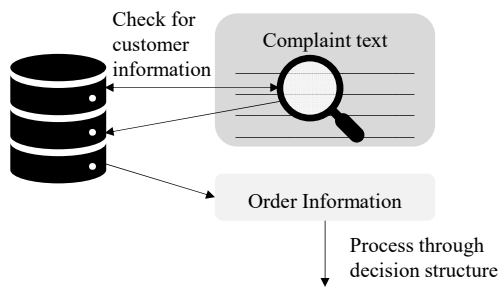 Check for
customer
information
Complaint text
Order Information
Process through
decision structure